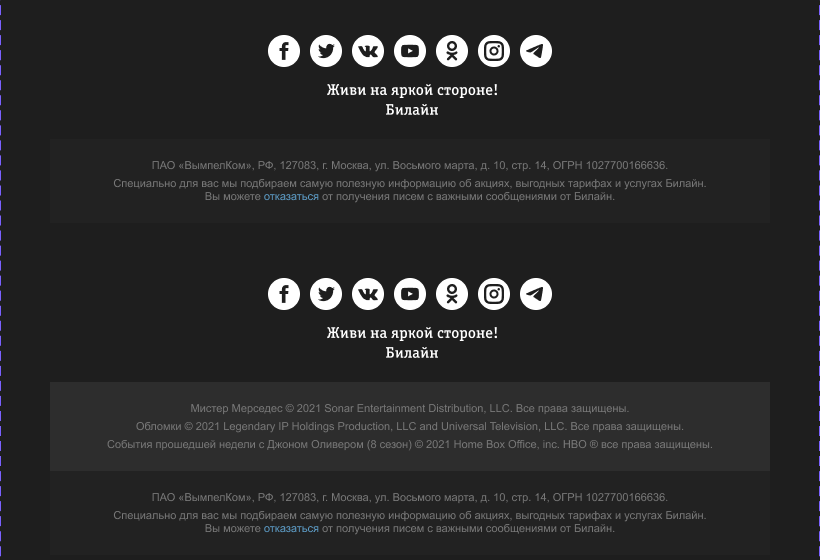 Живи на яркой стороне!
Билайн
ПАО «ВымпелКом», РФ, 127083, г. Москва, ул. Восьмого марта, д. 10, стр. 14, ОГРН 1027700166636.
Специально для вас мы подбираем самую полезную информацию об акциях, выгодных тарифах и услугах Билайн.
Вы можете отказаться от получения писем с важными сообщениями от Билайн.
Живи на яркой стороне!
Билайн
Мистер Мерседес © 2021 Sonar Entertainment Distribution, LLC. Все права защищены.
Обломки © 2021 Legendary IP Holdings Production, LLC and Universal Television, LLC. Все права защищены.
События прошедшей недели с Джоном Оливером (8 сезон) © 2021 Home Box Office, inc. HBO ® все права защищены.
ПАО «ВымпелКом», РФ, 127083, г. Москва, ул. Восьмого марта, д. 10, стр. 14, ОГРН 1027700166636.
Специально для вас мы подбираем самую полезную информацию об акциях, выгодных тарифах и услугах Билайн.
Вы можете отказаться от получения писем с важными сообщениями от Билайн.